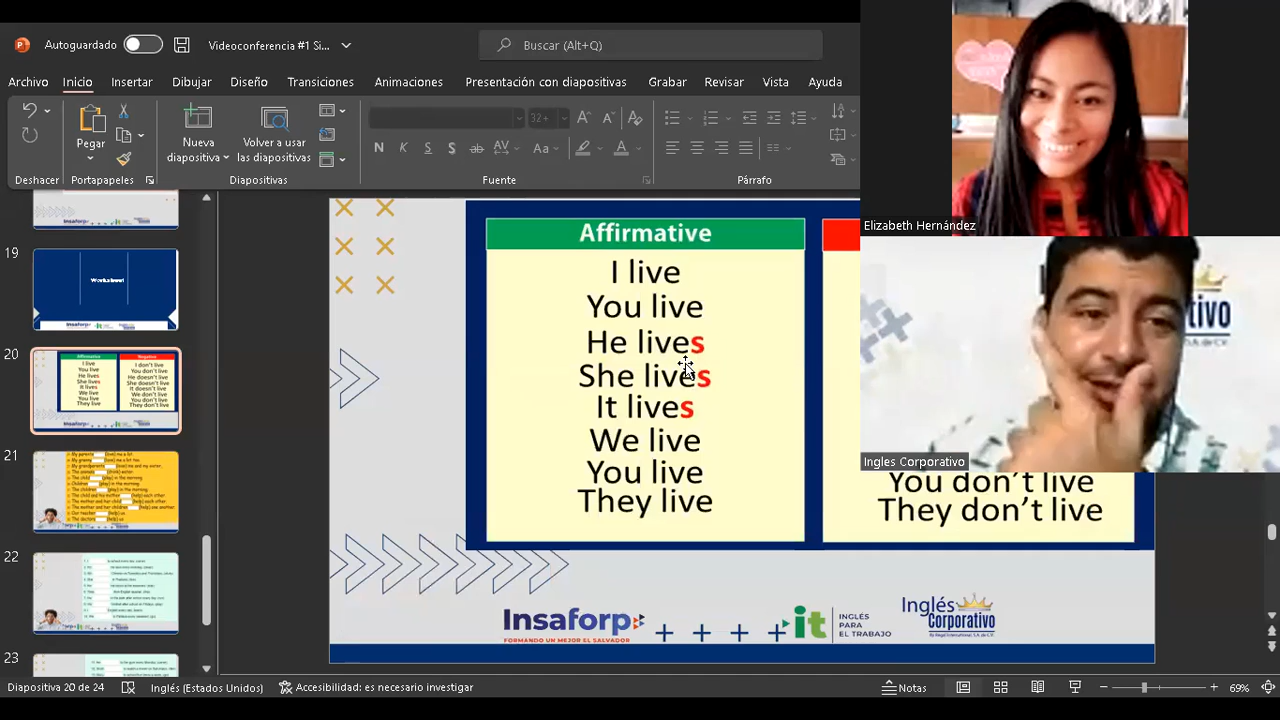 Autoguardado
Videoconferencia #1 Si...
Buscar (Alt+Q)
Archivo Inicio Insertar Dibujar Diseño Transiciones Animaciones Presentación con diapositivas Grabar Revisar Vista Ayuda
Pegar
Nueva diapositiva
Volver a usar las diapositivas
32+
N K S S ab AV Aa A
Deshacer Portapapeles Diapositivas Fuente Párrafo
Elizabeth Hernández
Ingles Corporativo
19
Worksheet!
20
21
22
23
Affirmative
I live
You live
He lives
She lives
It lives
We live
You live
They live
You don't live
They don't live
Insaforp
FORMANDO UN MEJOR EL SALVADOR
it
INGLÉS
PARA
EL TRABAJO
Inglés
Corporativo
Diapositiva 20 de 24
Inglés (Estados Unidos)
Accesibilidad: es necesario investigar
Notas
69%